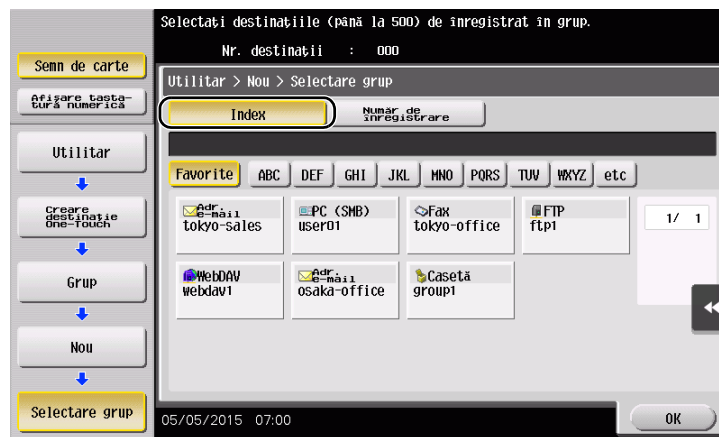 Selectați destinațiile (până la 500) de înregistrat în grup.
Nr. destinații : 000
Semn de carte
Afișare tasta-
tură numerică
Utilitar
Creare
destinație
One-Touch
Grup
Nou
Selectare grup
Utilitar > Nou > Selectare grup
Index
Număr de
înregistrare
Favorite ABC DEF GHI JKL MNO PQRS TUV WXYZ etc
Adr.
e-mail
tokyo-sales
PC (SMB)
user01
Fax
tokyo-office
FTP
ftp1
1/ 1
WebDAV
webdav1
Adr.
e-mail
osaka-office
Casetă
group1
05/05/2015 07:00
OK